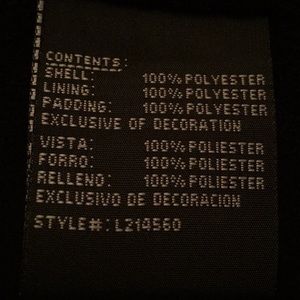 CONTENTS:
SHELL: 100% POLYESTER
LINING: 100% POLYESTER
PADDING: 100% POLYESTER
EXCLUSIVE OF DECORATION
VISTA: 100% POLIESTER
FORRO: 100% POLIESTER
RELLENO: 100% POLIESTER
EXCLUSIVO DE DECORACION
STYLE#: L214560